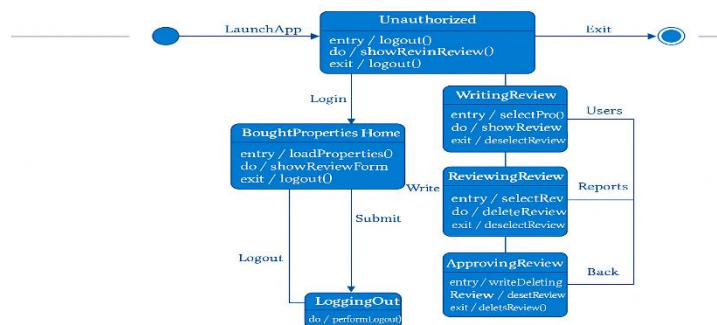 Unauthorized
entry / logout()
do / showRevinReview()
exit / logout()
LaunchApp
Exit
Login
BoughtProperties Home
entry / loadProperties()
do / showReviewForm
exit / logout()
WritingReview
entry / selectPro()
do / showReview
exit / deselectReview
Users
Write
ReviewingReview
entry / selectRev
do / deleteReview
exit / deselectReview
Reports
Submit
Logout
ApprovingReview
entry / writeDeleting
Review / desetReview
exit / deletsReview()
Back
LoggingOut
do / performLogout)